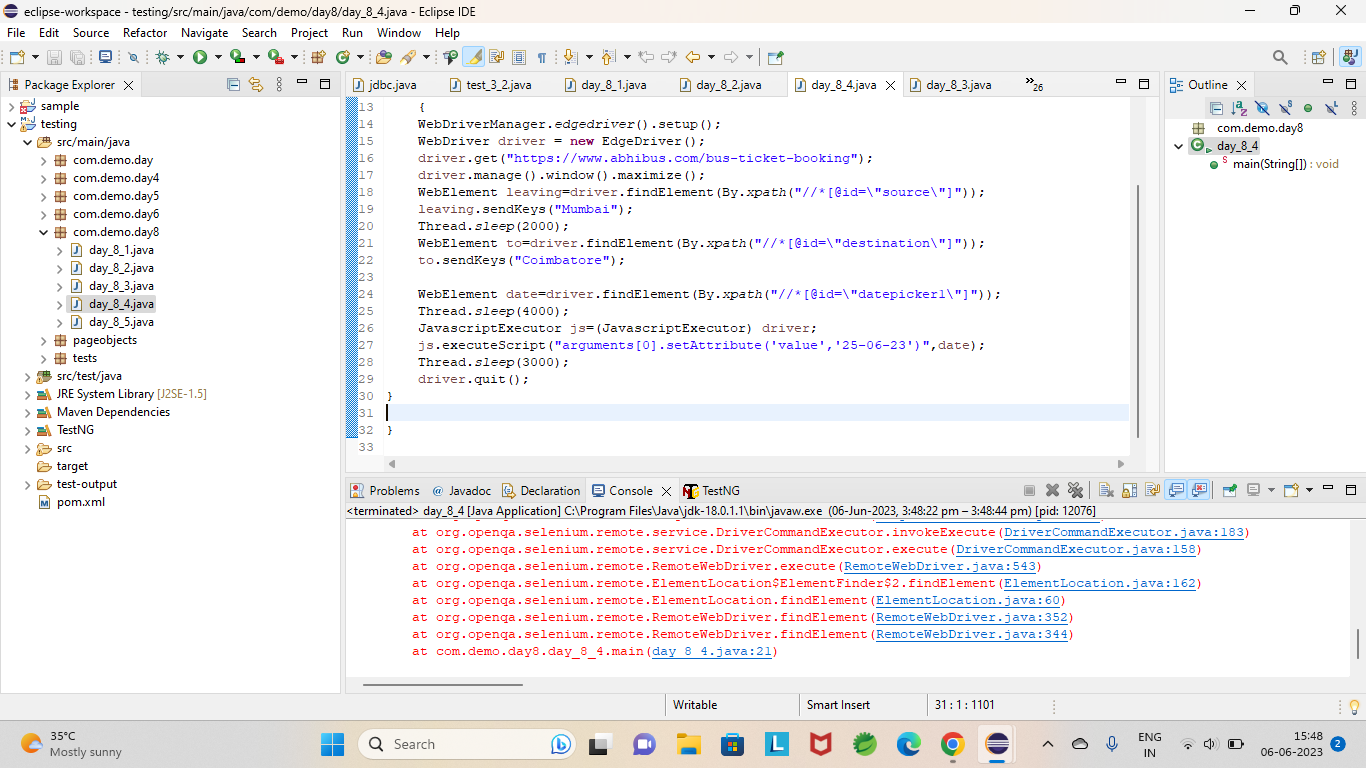 eclipse-workspace - testing/src/main/java/com/demo/day8/day_8_4.java - Eclipse IDE
File Edit Source Refactor Navigate Search Project Run Window Help
Package Explorer
sample
testing
src/main/java
com.demo.day
com.demo.day4
com.demo.day5
com.demo.day6
com.demo.day8
day_8_1.java
day_8_2.java
day_8_3.java
day_8_4.java
day_8_5.java
pageobjects
tests
src/test/java
JRE System Library [J2SE-1.5]
Maven Dependencies
TestNG
src
target
test-output
pom.xml
jdbc.java test_3_2.java day_8_1.java day_8_2.java day_8_4.java day_8_3.java »26
13 {
14 WebDriverManager.edgedriver().setup();
15 WebDriver driver = new EdgeDriver();
16 driver.get("https://www.abhibus.com/bus-ticket-booking");
17 driver.manage().window().maximize();
18 WebElement leaving=driver.findElement(By.xpath("//*[@id=\"source\"]"));
19 leaving.sendKeys("Mumbai");
20 Thread.sleep(2000);
21 WebElement to=driver.findElement(By.xpath("//*[@id=\"destination\"]"));
22 to.sendKeys("Coimbatore");
23
24 WebElement date=driver.findElement(By.xpath("//*[@id=\"datepicker1\"]"));
25 Thread.sleep(4000);
26 JavascriptExecutor js=(JavascriptExecutor) driver;
27 js.executeScript("arguments[0].setAttribute('value','25-06-23')",date);
28 Thread.sleep(3000);
29 driver.quit();
30 }
31
32 }
33
Outline
com.demo.day8
day_8_4
main(String[]) : void
Problems Javadoc Declaration Console TestNG
<terminated> day_8_4 [Java Application] C:\Program Files\Java\jdk-18.0.1.1\bin\javaw.exe (06-Jun-2023, 3:48:22 pm – 3:48:44 pm) [pid: 12076]
at org.openqa.selenium.remote.service.DriverCommandExecutor.invokeExecute(DriverCommandExecutor.java:183)
at org.openqa.selenium.remote.service.DriverCommandExecutor.execute(DriverCommandExecutor.java:158)
at org.openqa.selenium.remote.RemoteWebDriver.execute(RemoteWebDriver.java:543)
at org.openqa.selenium.remote.ElementLocation$ElementFinder$2.findElement(ElementLocation.java:162)
at org.openqa.selenium.remote.ElementLocation.findElement(ElementLocation.java:60)
at org.openqa.selenium.remote.RemoteWebDriver.findElement(RemoteWebDriver.java:352)
at org.openqa.selenium.remote.RemoteWebDriver.findElement(RemoteWebDriver.java:344)
at com.demo.day8.day_8_4.main(day_8_4.java:21)
Writable Smart Insert 31 : 1 : 1101
35°C
Mostly sunny
Search
ENG
IN
15:48
06-06-2023
2